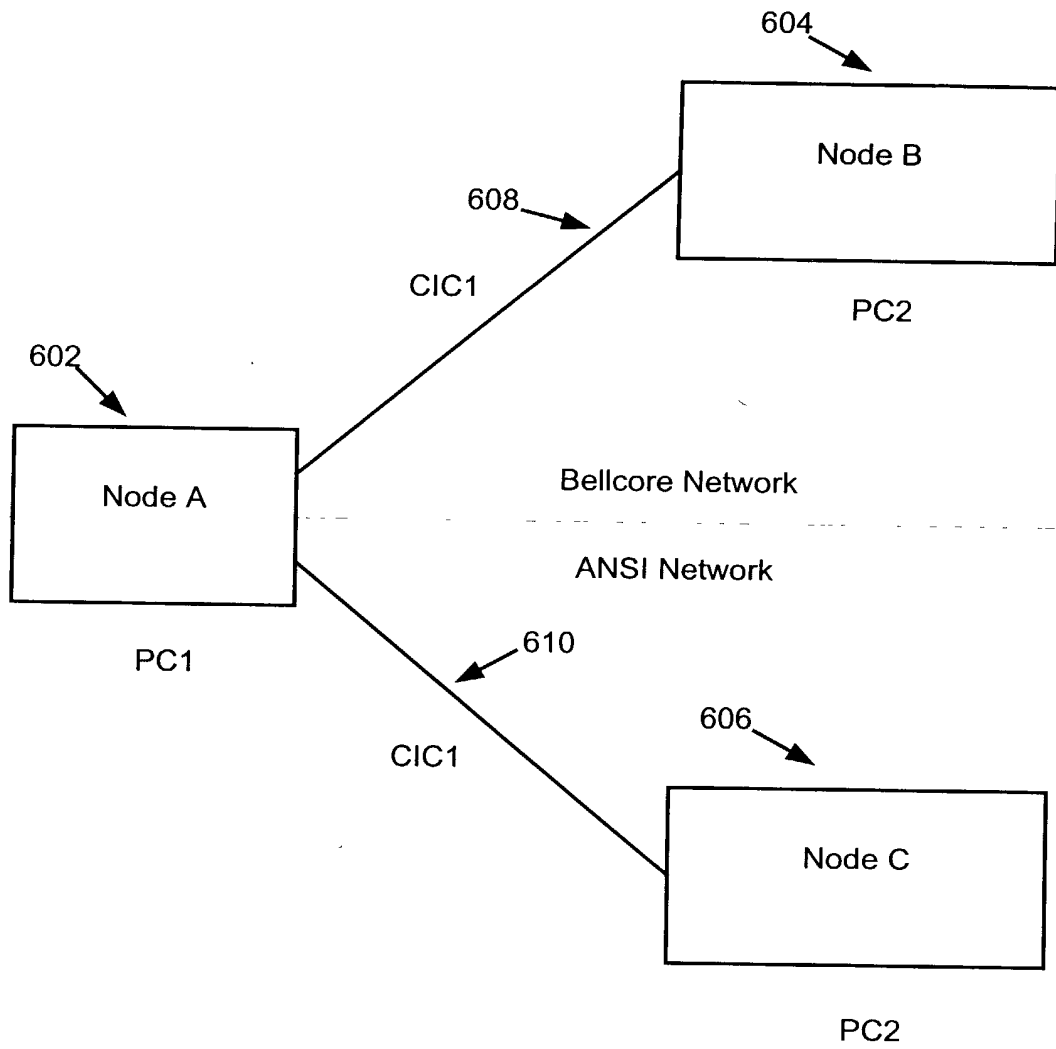 604
Node B
608
CIC1
PC2
602
Node A
Bellcore Network
ANSI Network
PC1
610
606
CIC1
Node C
PC2